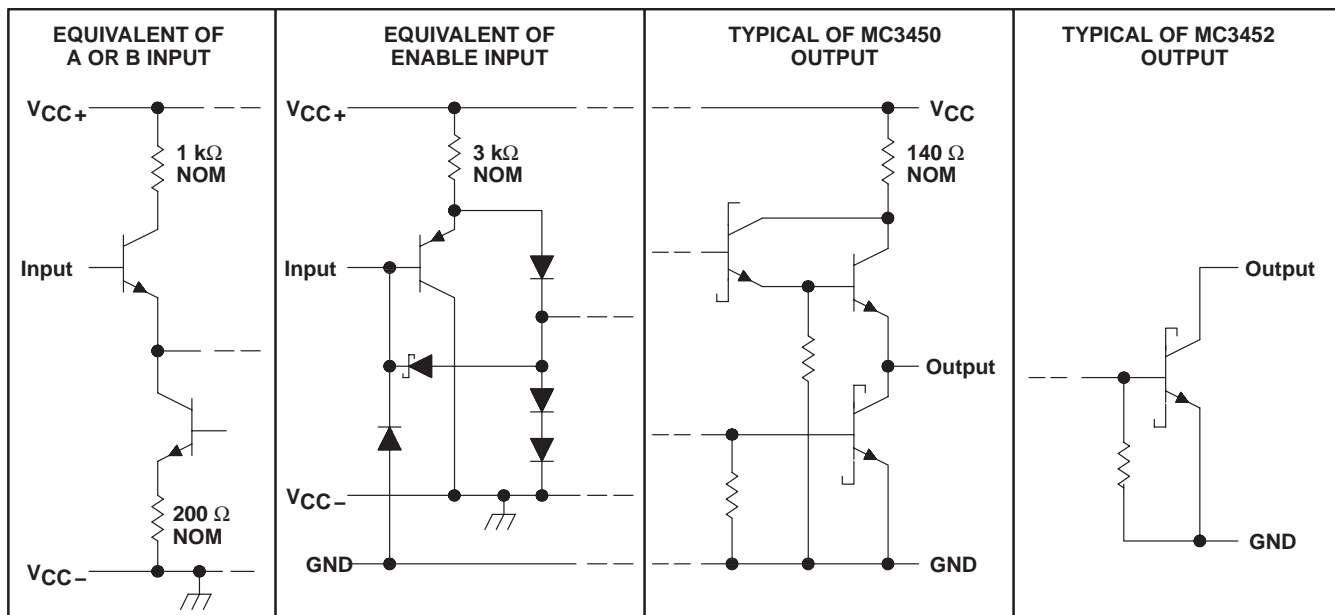 EQUIVALENT OF
A OR B INPUT
VCC+
1 kΩ
NOM
Input
200 Ω
NOM
VCC−
EQUIVALENT OF
ENABLE INPUT
VCC+
3 kΩ
NOM
Input
VCC−
GND
TYPICAL OF MC3450
OUTPUT
VCC
140 Ω
NOM
Output
GND
TYPICAL OF MC3452
OUTPUT
Output
GND